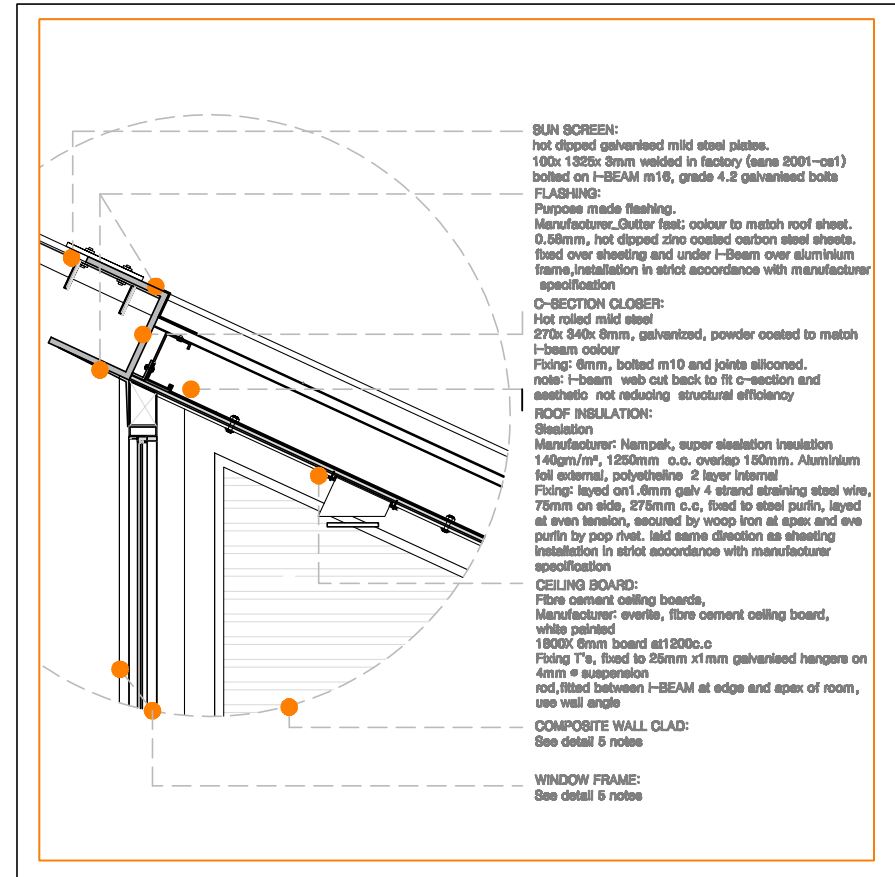 SUN SCREEN:
hot dipped galvanised mild steel plates.
100x 1325x 3mm welded in factory (sans 2001-cs1)
bolted on I-BEAM m16, grade 4.2 galvanised bolts
FLASHING:
Purpose made flashing.
Manufacturer_Gutter fast; colour to match roof sheet.
0.58mm, hot dipped zinc coated carbon steel sheets.
fixed over sheeting and under I-Beam over aluminium
frame,installation in strict accordance with manufacturer
specification
C-SECTION CLOSER:
Hot rolled mild steel
270x 340x 8mm, galvanized, powder coated to match
I-beam colour
Fixing: 6mm, bolted m10 and joints siliconed.
note: I-beam web cut back to fit c-section and
aesthetic not reducing structural efficiency
ROOF INSULATION:
Sisalation
Manufacturer: Nampak, super sisalation insulation
140gm/m², 1250mm c.c. overlap 150mm. Aluminium
foil external, polyetheline 2 layer internal
Fixing: layed on1.6mm galv 4 strand straining steel wire,
75mm on side, 275mm c.c, fixed to steel purlin, layed
at even tension, secured by woop iron at apex and eve
purlin by pop rivet. laid same direction as sheeting
installation in strict accordance with manufacturer
specification
CEILING BOARD:
Fibre cement ceiling boards,
Manufacturer: everite, fibre cement ceiling board,
white painted
1800X 6mm board at1200c.c
Fixing T's, fixed to 25mm x1mm galvanised hangers on
4mm ø suspension
rod,fitted between I-BEAM at edge and apex of room,
use wall angle
COMPOSITE WALL CLAD:
See detail 5 notes
WINDOW FRAME:
See detail 5 notes